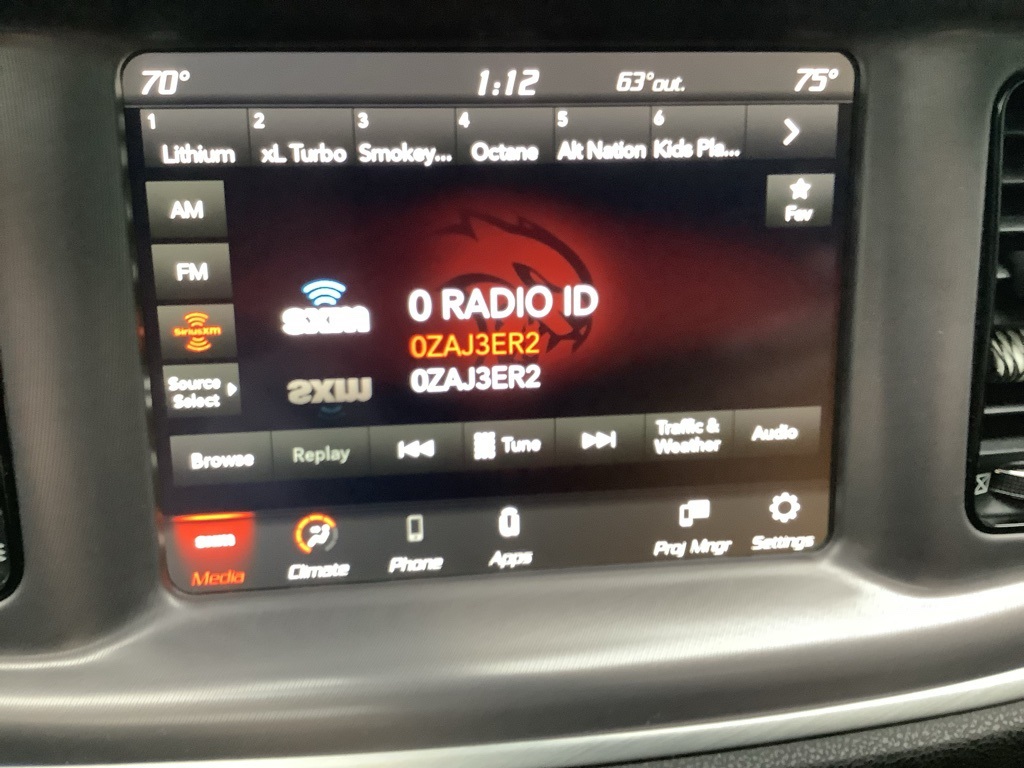 70° 1:12 63°out. 75°
1 2 3 4 5 6
Lithium xL Turbo Smokey... Octane Alt Nation Kids Pla...
AM
Fav
FM
sxm 0 RADIO ID
SiriusXM
0ZAJ3ER2
0ZAJ3ER2
Source
Select
Browse Replay Tune Traffic &
Weather Audio
sxm
Media Climate Phone Apps Proj Mngr Settings